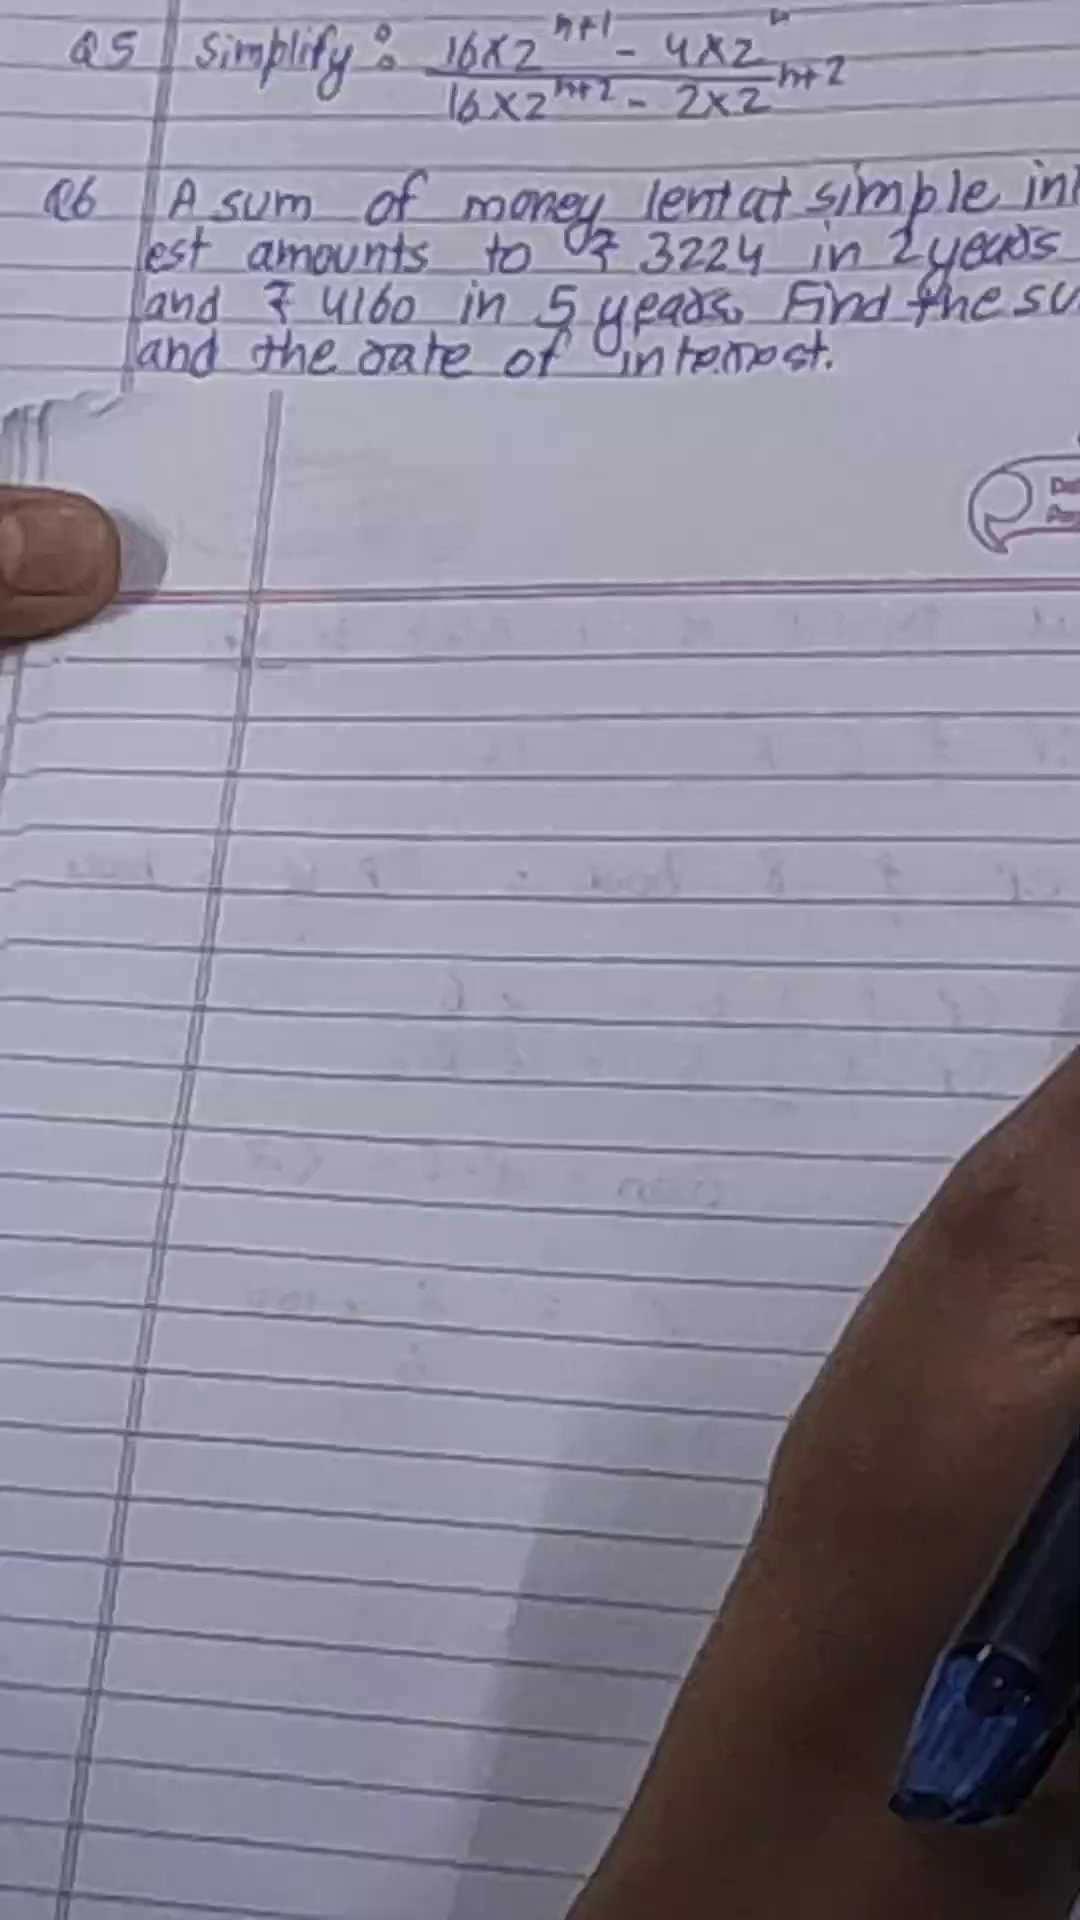 Q5 Simplify : 16×2^n+1 - 4×2^n
16×2^n+2 - 2×2^n+2
Q6 A sum of money lent at simple int
est amounts to ₹ 3224 in 2 years
and ₹ 4160 in 5 years. Find the su
and the rate of interest.